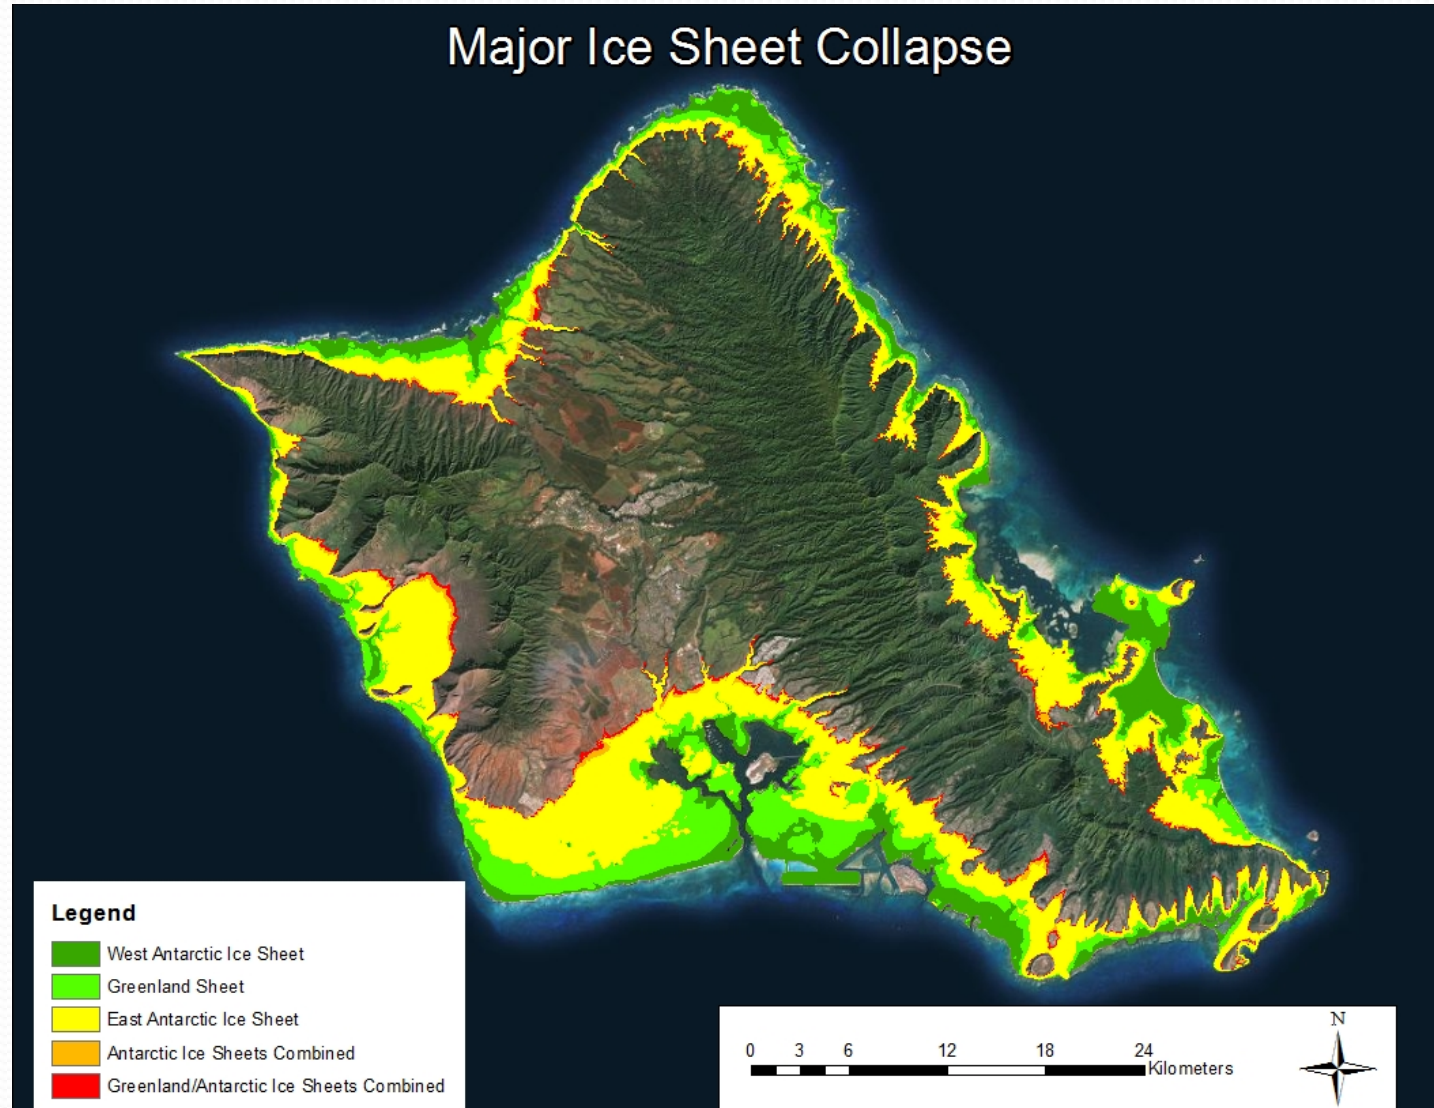 Major Ice Sheet Collapse
Legend
West Antarctic Ice Sheet
Greenland Sheet
East Antarctic Ice Sheet
Antarctic Ice Sheets Combined
Greenland/Antarctic Ice Sheets Combined
0 3 6 12 18 24
Kilometers
N